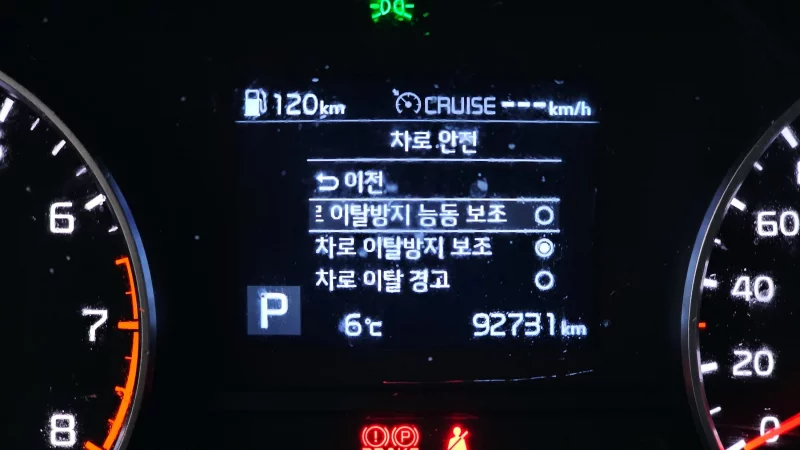 120km CRUISE ---km/h
차로 안전
이전
이탈방지 능동 보조
차로 이탈방지 보조
차로 이탈 경고
P 6℃ 92731km
6
7
8
60
40
20
0
P